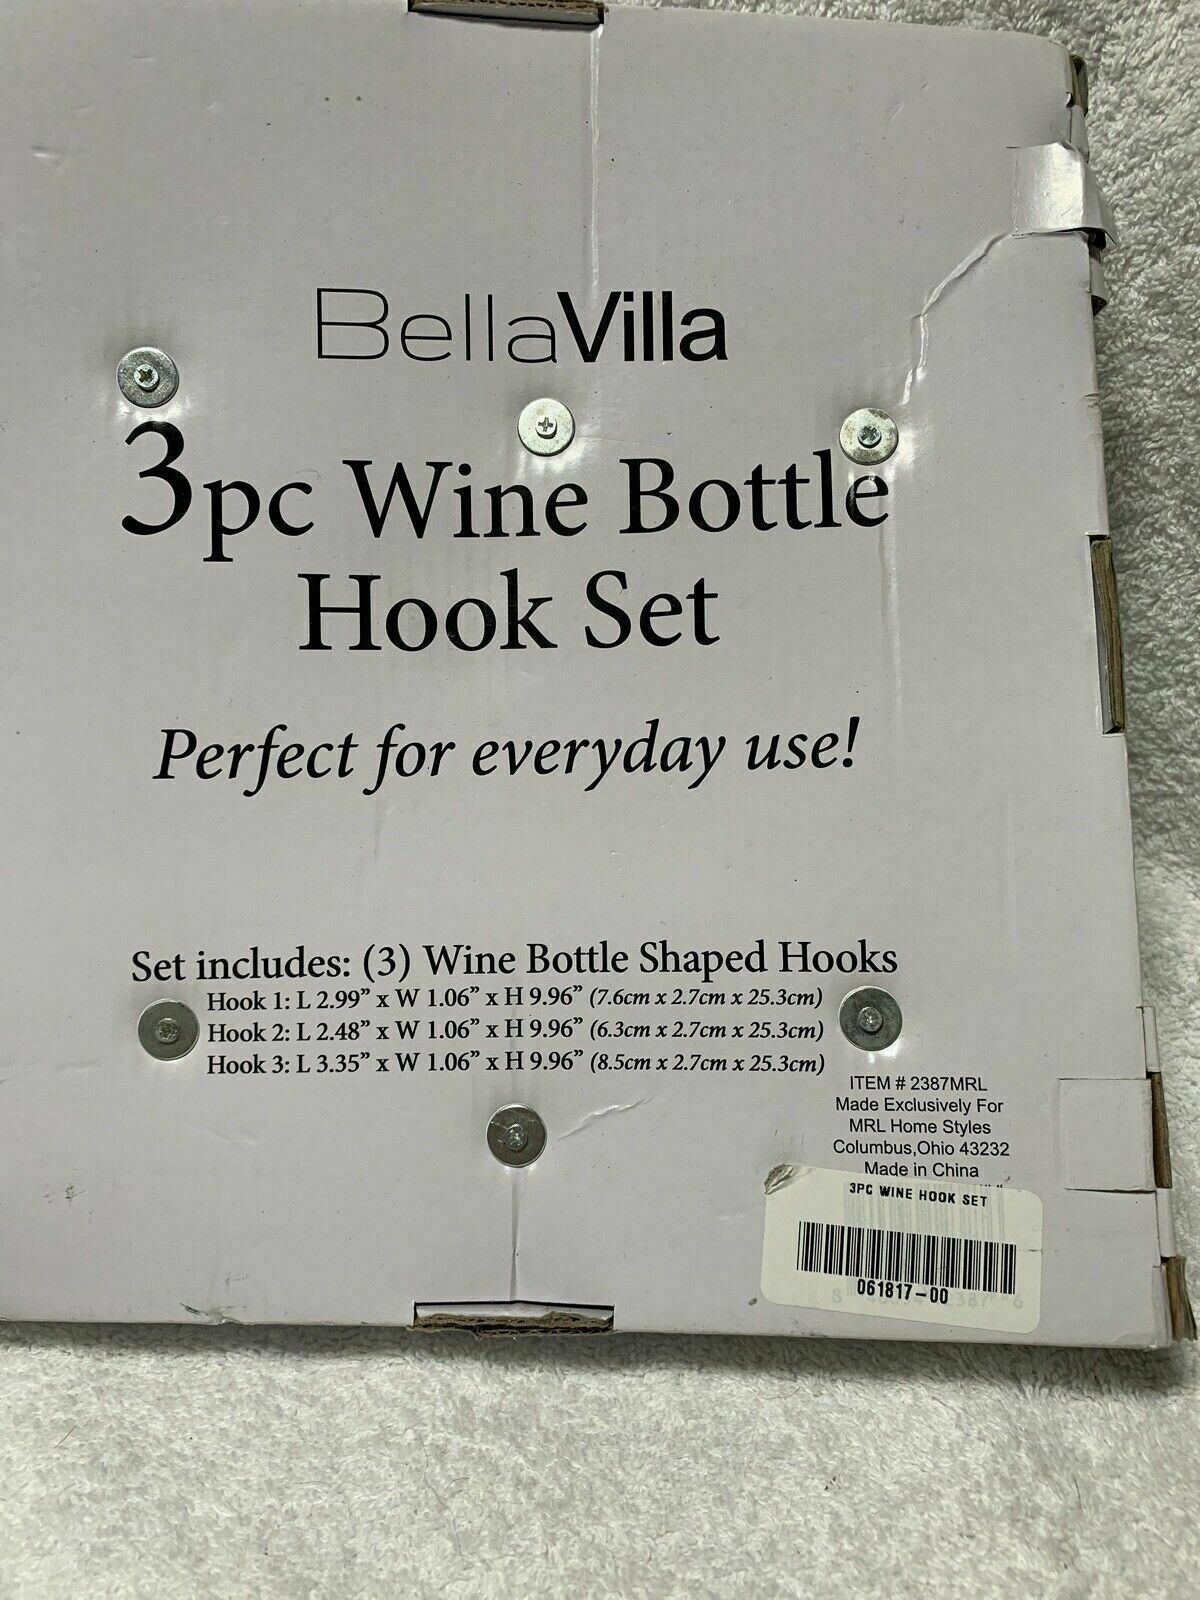 BellaVilla
3pc Wine Bottle
Hook Set
Perfect for everyday use!
Set includes: (3) Wine Bottle Shaped Hooks
Hook 1: L 2.99” x W 1.06” x H 9.96” (7.6cm x 2.7cm x 25.3cm)
Hook 2: L 2.48” x W 1.06” x H 9.96” (6.3cm x 2.7cm x 25.3cm)
Hook 3: L 3.35” x W 1.06” x H 9.96” (8.5cm x 2.7cm x 25.3cm)
ITEM # 2387MRL
Made Exclusively For
MRL Home Styles
Columbus,Ohio 43232
Made in China
3PC WINE HOOK SET
061817-00